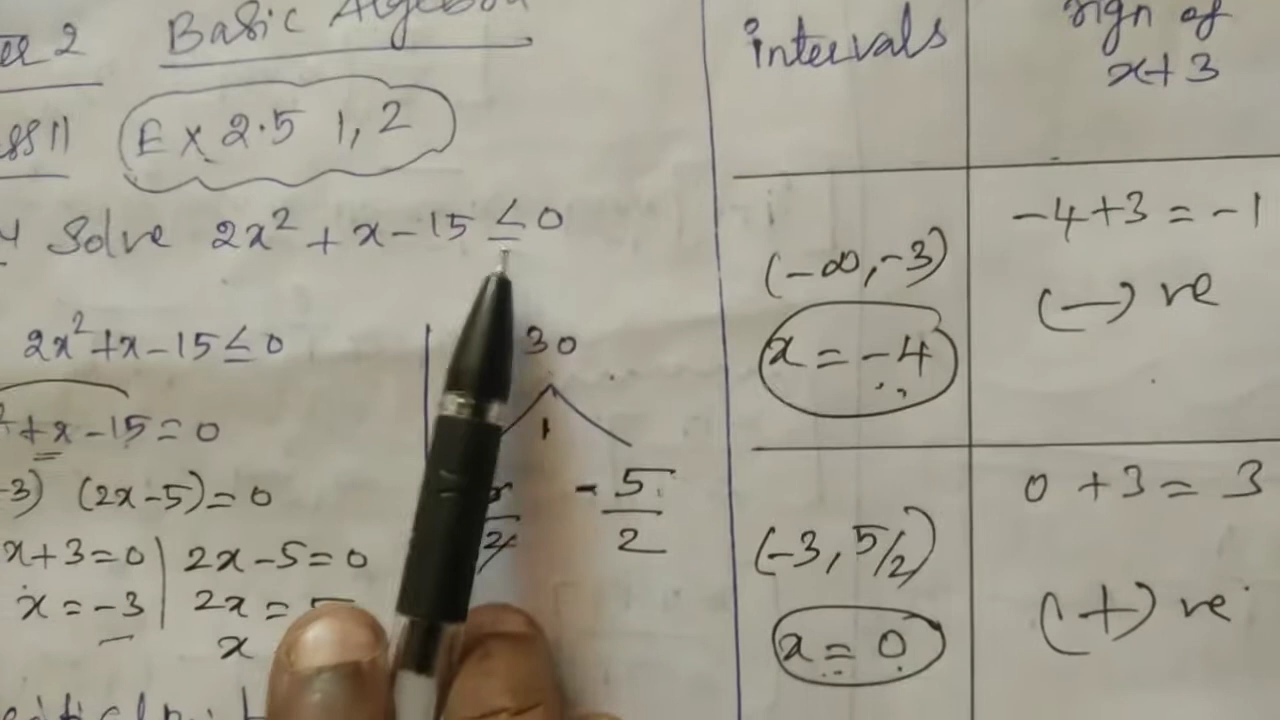 2 Basic Algebra
Ex 2.5 1, 2
Solve 2x² + x - 15 ≤ 0
2x² + x - 15 ≤ 0
+ x - 15 = 0
3) (2x - 5) = 0
x + 3 = 0 | 2x - 5 = 0
x = -3 | 2x =
x
30
1
- 5/2
intervals
sign of
x + 3
(-∞, -3)
x = -4
-4 + 3 = -1
(-) ve
(-3, 5/2)
x = 0
0 + 3 = 3
(+) ve